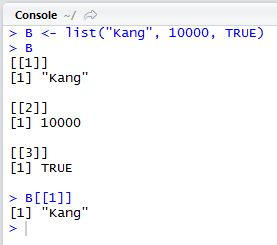 Console ~/
> B <- list("Kang", 10000, TRUE)
> B
[[1]]
[1] "Kang"
[[2]]
[1] 10000
[[3]]
[1] TRUE
> B[[1]]
[1] "Kang"
>